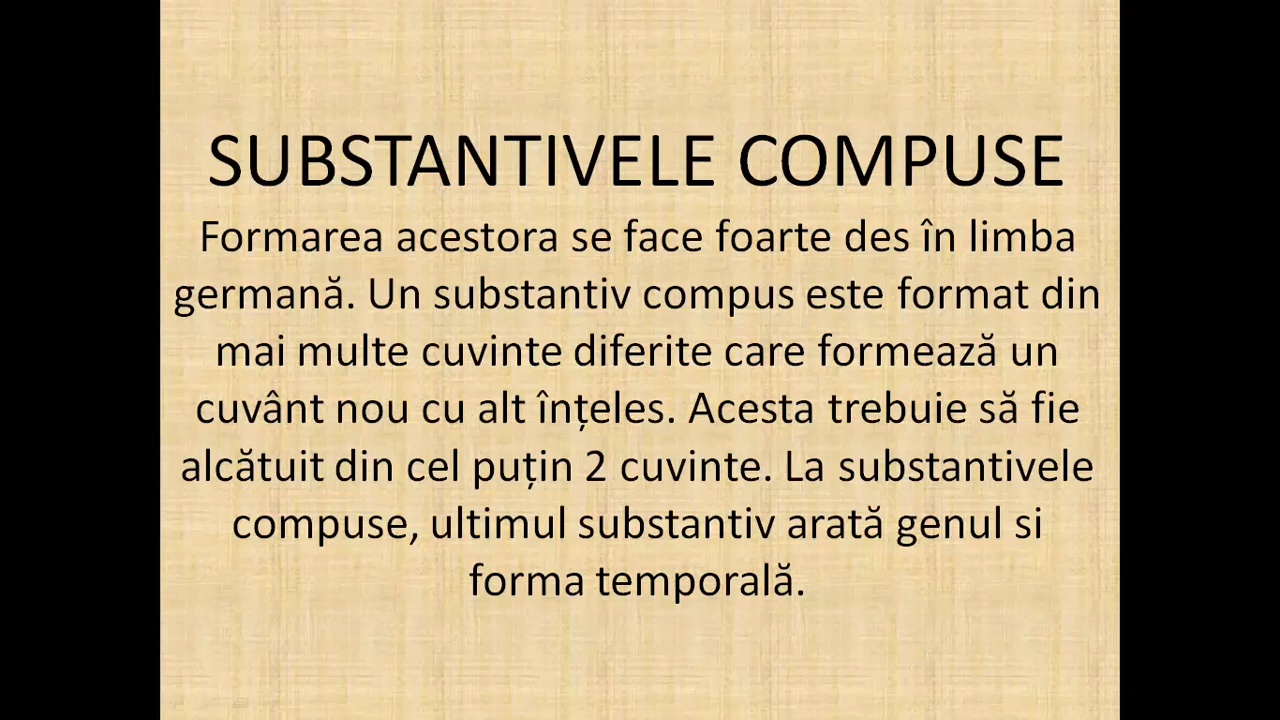 SUBSTANTIVELE COMPUSE
Formarea acestora se face foarte des în limba
germană. Un substantiv compus este format din
mai multe cuvinte diferite care formează un
cuvânt nou cu alt înțeles. Acesta trebuie să fie
alcătuit din cel puțin 2 cuvinte. La substantivele
compuse, ultimul substantiv arată genul si
forma temporală.